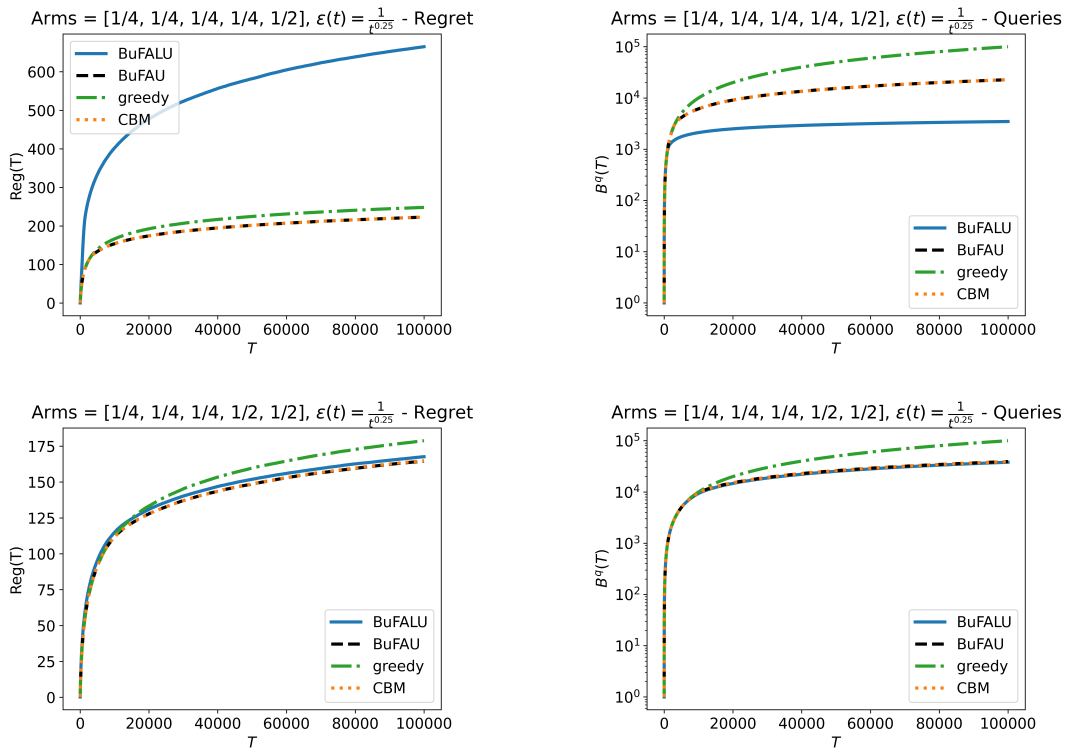 Arms = [1/4, 1/4, 1/4, 1/4, 1/2], ε(t) = 1/t^0.25 - Regret
BuFALU
BuFAU
greedy
CBM
600
500
400
300
200
100
0
Reg(T)
0 20000 40000 60000 80000 100000
T
Arms = [1/4, 1/4, 1/4, 1/4, 1/2], ε(t) = 1/t^0.25 - Queries
10^5
10^4
10^3
10^2
10^1
10^0
B^q(T)
BuFALU
BuFAU
greedy
CBM
0 20000 40000 60000 80000 100000
T
Arms = [1/4, 1/4, 1/4, 1/2, 1/2], ε(t) = 1/t^0.25 - Regret
175
150
125
100
75
50
25
0
Reg(T)
BuFALU
BuFAU
greedy
CBM
0 20000 40000 60000 80000 100000
T
Arms = [1/4, 1/4, 1/4, 1/2, 1/2], ε(t) = 1/t^0.25 - Queries
10^5
10^4
10^3
10^2
10^1
10^0
B^q(T)
BuFALU
BuFAU
greedy
CBM
0 20000 40000 60000 80000 100000
T